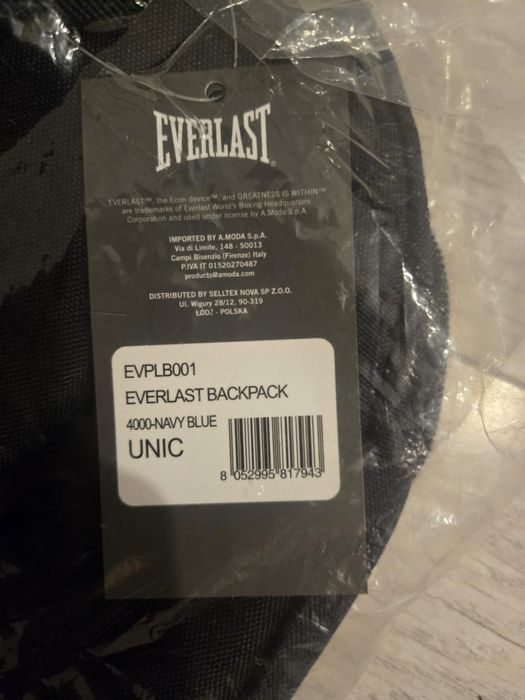 EVERLAST
EVERLAST™, the Econ device™, and GREATNESS IS WITHIN™
are trademarks of Everlast World's Boxing Headquarters
Corporation and used under license by A.Moda S.p.A
IMPORTED BY A.MODA S.p.A.
Via di Limite, 148 - 50013
Campi Bisenzio (Firenze) Italy
P.IVA IT 01520270487
products@amoda.com
DISTRIBUTED BY SELLTEX NOVA SP Z.O.O.
Ul. Wigury 28/12, 90-319
ŁÓDZ - POLSKA
EVPLB001
EVERLAST BACKPACK
4000-NAVY BLUE
UNIC
8 052995 817943